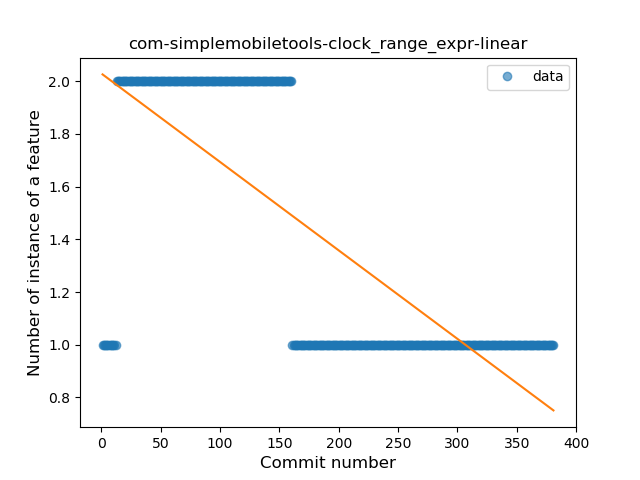 com-simplemobiletools-clock_range_expr-linear
data
Number of instance of a feature
2.0
1.8
1.6
1.4
1.2
1.0
0.8
0 50 100 150 200 250 300 350 400
Commit number